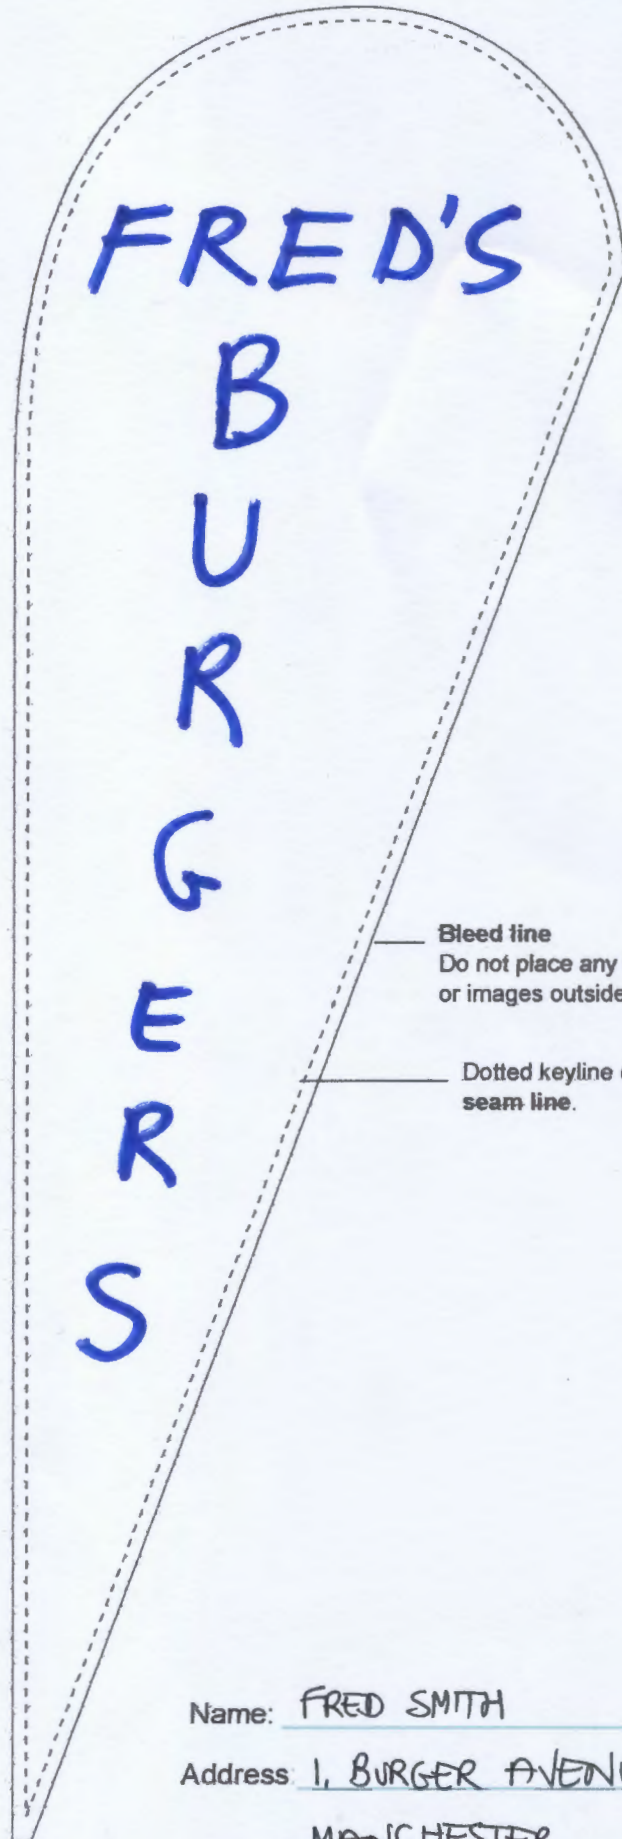 FRED'S
B
U
R
G
E
R
S
Bleed line
Do not place any
or images outside
Dotted keyline
seam line.
Name: FRED SMITH
Address: 1, BURGER AVEN
MANCHESTER